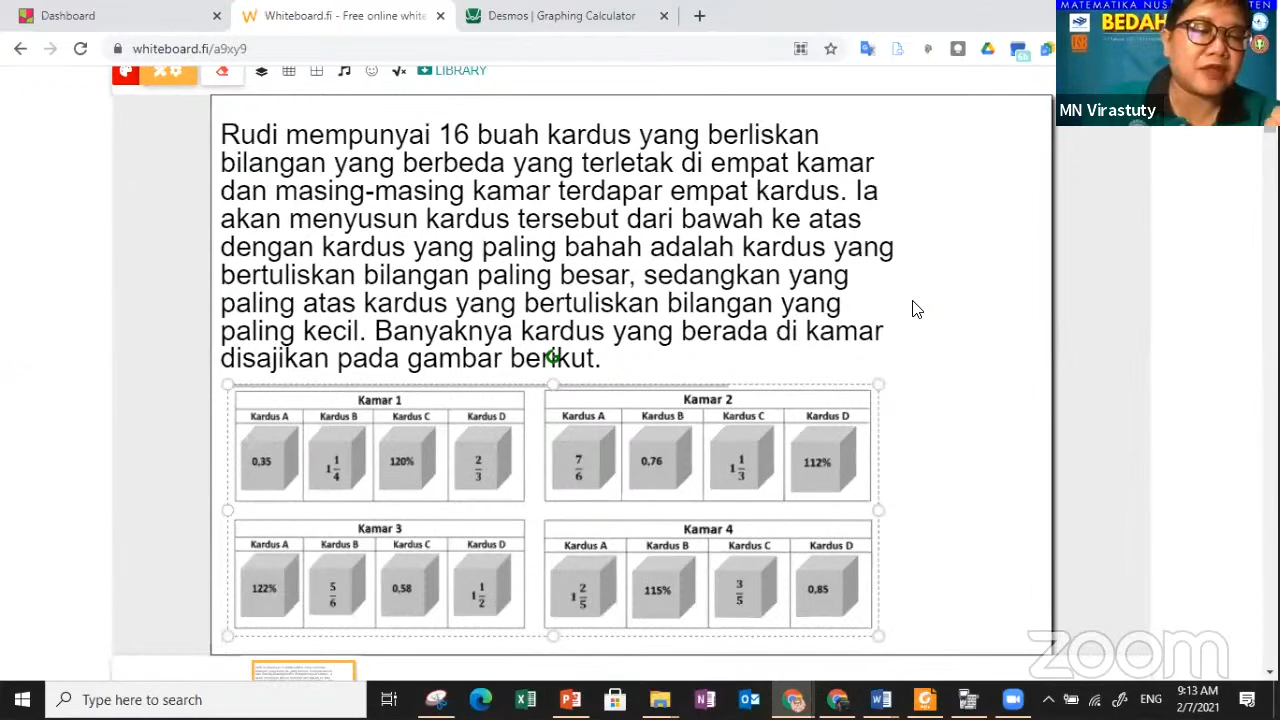 Dashboard
Whiteboard.fi - Free online white
Desmos | Graphing Calculator
whiteboard.fi/a9xy9
LIBRARY
MATEMATIKA NUS
TEN
BEDAH
MN Virastuty
Rudi mempunyai 16 buah kardus yang berliskan
bilangan yang berbeda yang terletak di empat kamar
dan masing-masing kamar terdapar empat kardus. Ia
akan menyusun kardus tersebut dari bawah ke atas
dengan kardus yang paling bahah adalah kardus yang
bertuliskan bilangan paling besar, sedangkan yang
paling atas kardus yang bertuliskan bilangan yang
paling kecil. Banyaknya kardus yang berada di kamar
disajikan pada gambar berikut.
Kamar 1
Kardus A Kardus B Kardus C Kardus D
0,35 1 1/4 120% 2/3
Kamar 2
Kardus A Kardus B Kardus C Kardus D
7/6 0,76 1 1/3 112%
Kamar 3
Kardus A Kardus B Kardus C Kardus D
122% 5/6 0,58 1 1/2
Kamar 4
Kardus A Kardus B Kardus C Kardus D
1 2/5 115% 3/5 0,85
zoom
Type here to search
ENG
9:13 AM
2/7/2021